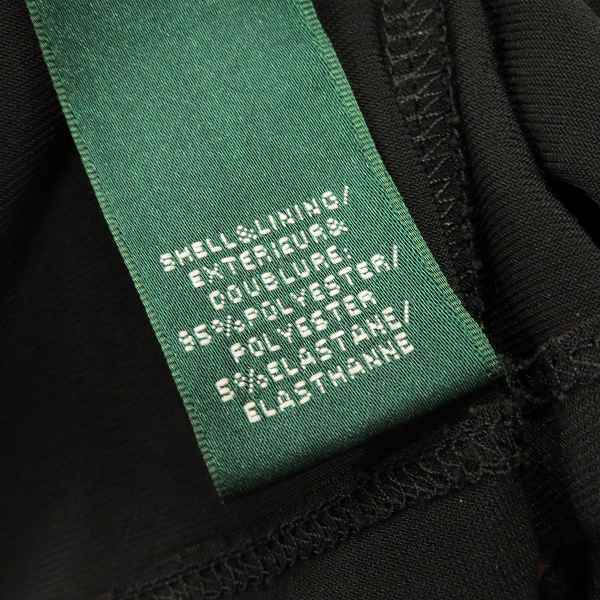 SHELL&LINING/
EXTERIEUR&
DOUBLURE:
95%POLYESTER/
POLYESTER
5%ELASTANE/
ELASTHANNE